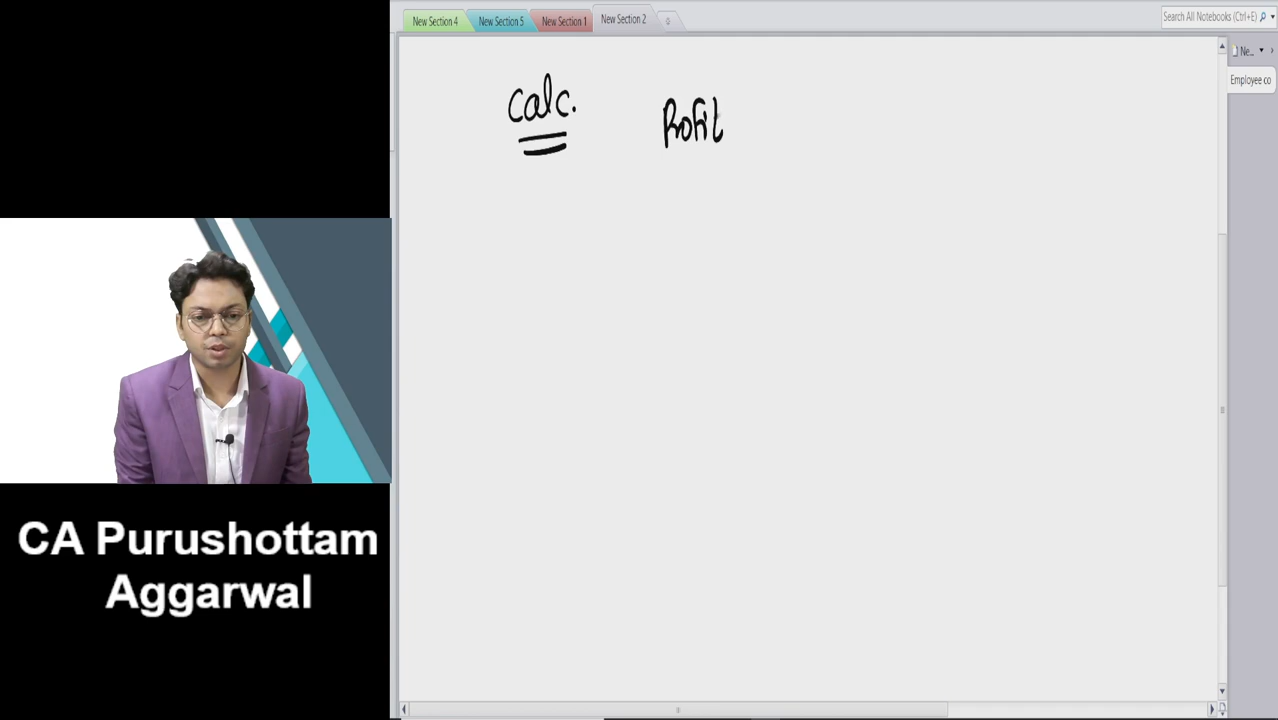 New Section 4
New Section 5
New Section 1
New Section 2
Search All Notebooks (Ctrl+E)
Ne...
Employee co
Calc.
Profit
CA Purushottam
Aggarwal